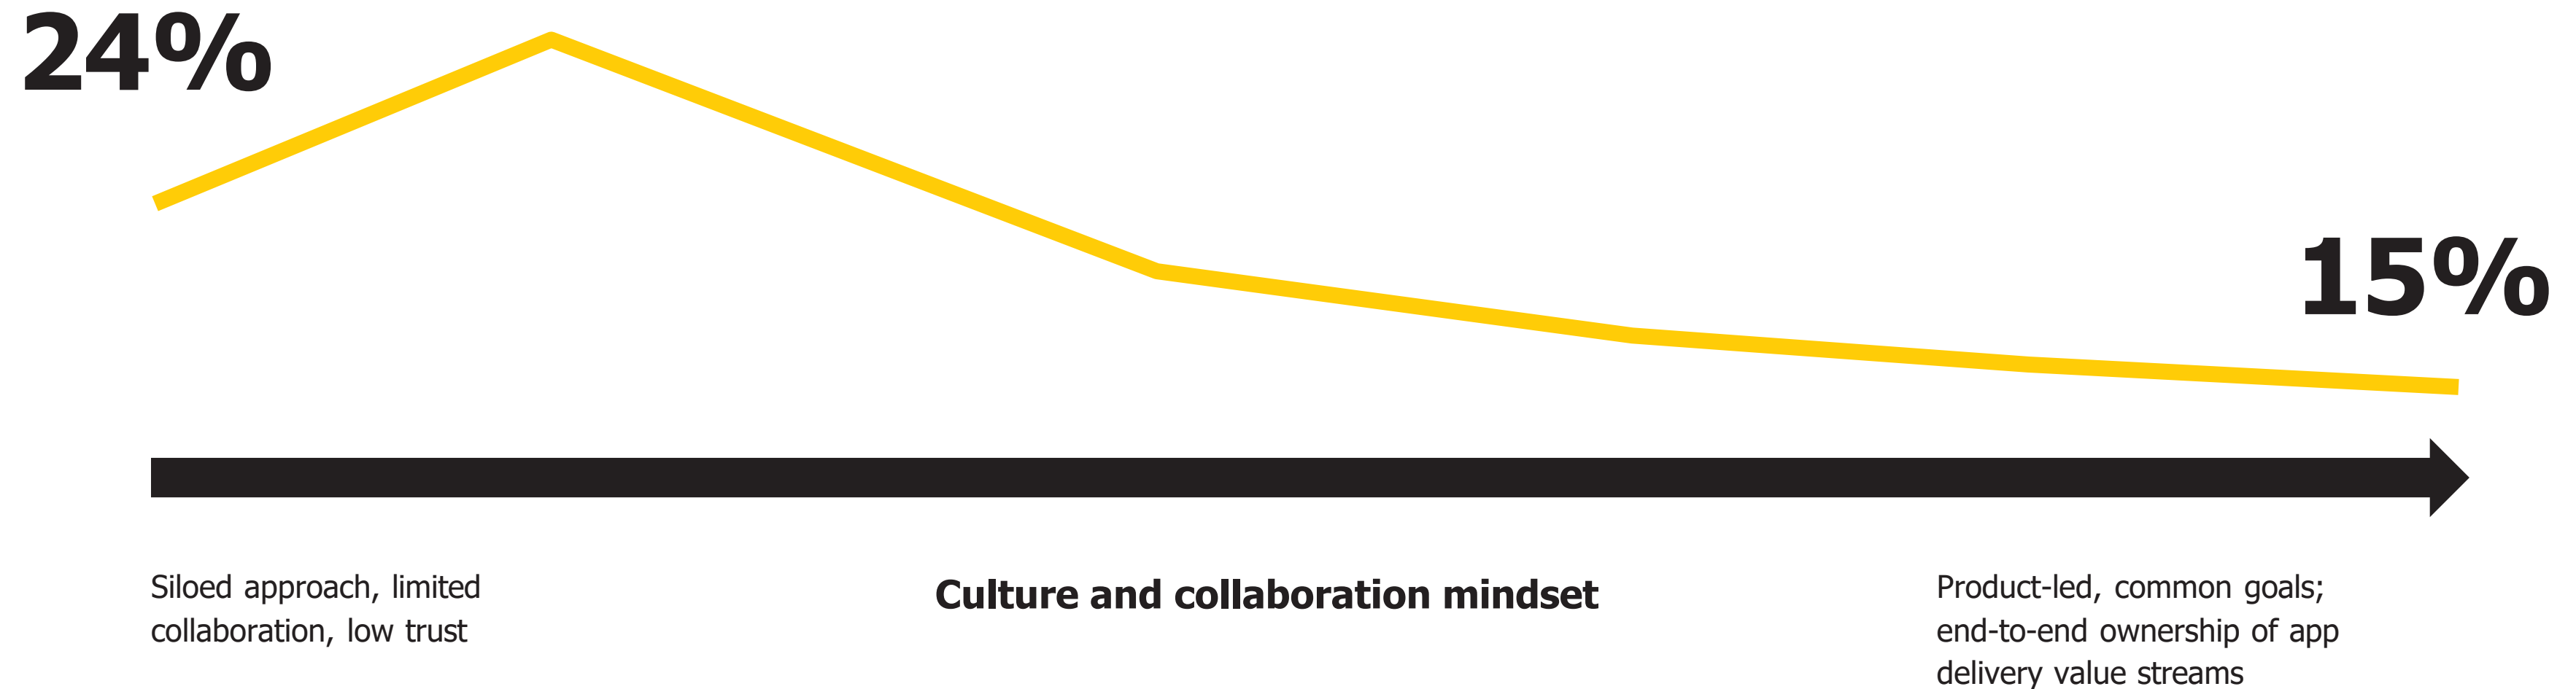 24%
15%
Siloed approach, limited
collaboration, low trust
Culture and collaboration mindset
Product-led, common goals;
end-to-end ownership of app
delivery value streams